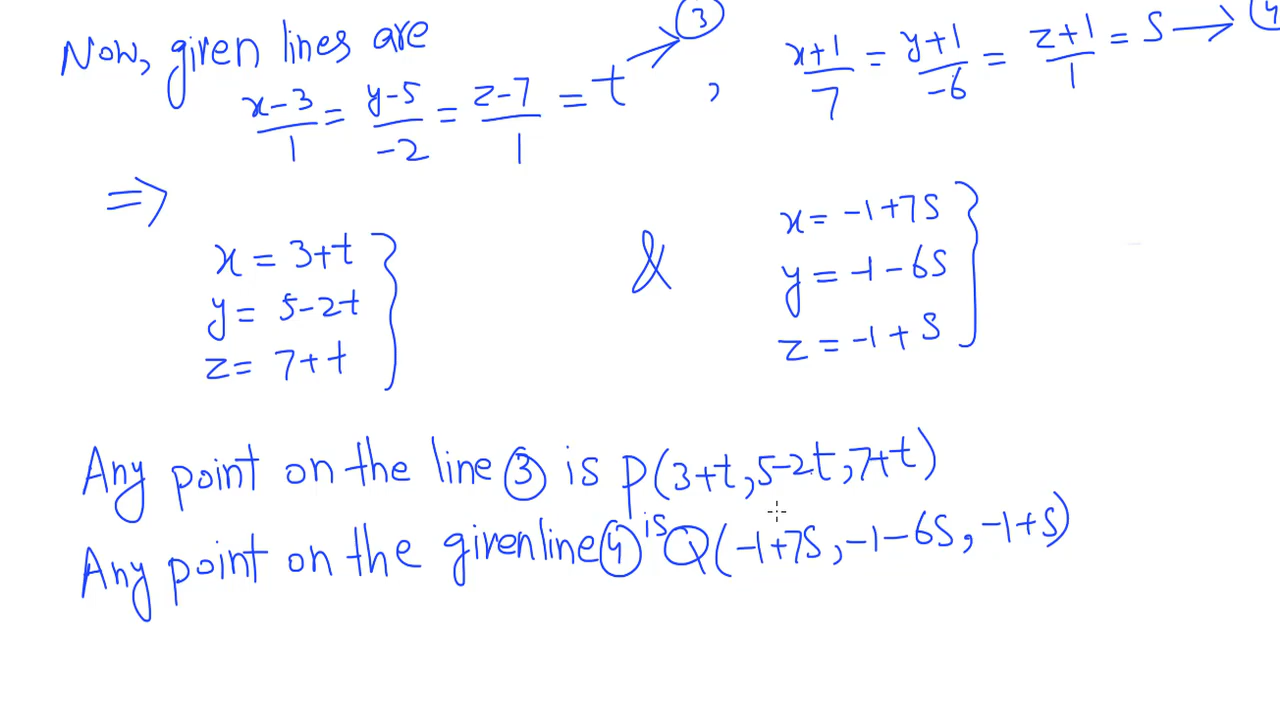 Now, given lines are
(x-3)/1 = (y-5)/-2 = (z-7)/1 = t → ③ , (x+1)/7 = (y+1)/-6 = (z+1)/1 = S → ④
⇒
x = 3+t
y = 5-2t
z = 7+t
&
x = -1+7S
y = -1-6S
z = -1+S
Any point on the line ③ is P(3+t, 5-2t, 7+t)
Any point on the given line ④ is Q(-1+7S, -1-6S, -1+S)